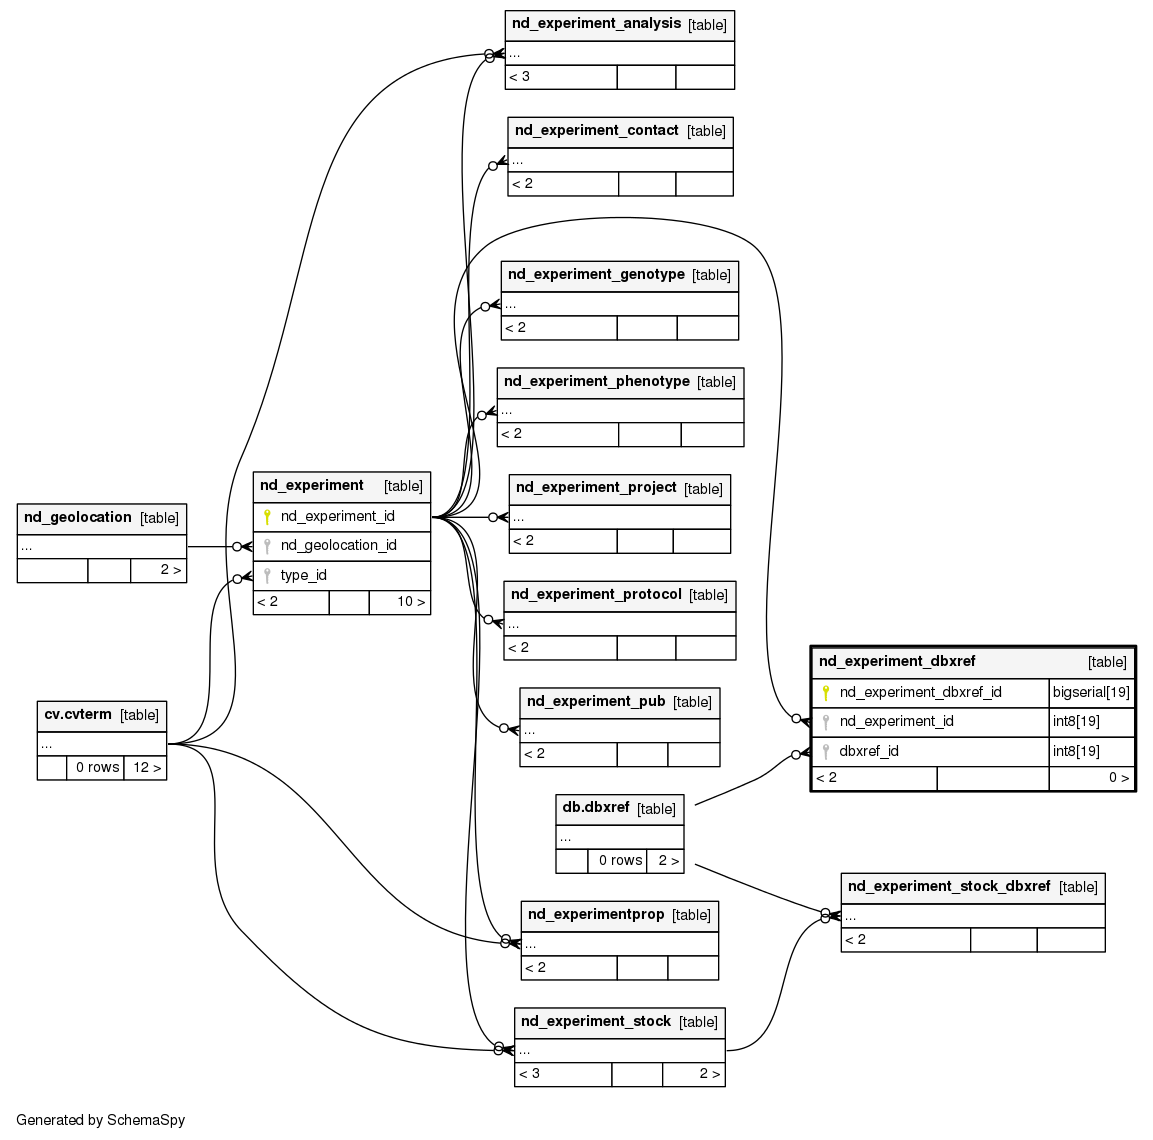 nd_experiment_analysis [table]
...
< 3
nd_experiment_contact [table]
...
< 2
nd_experiment_genotype [table]
...
< 2
nd_experiment_phenotype [table]
...
< 2
nd_experiment [table]
nd_experiment_id
nd_geolocation_id
type_id
< 2 10 >
nd_geolocation [table]
...
2 >
nd_experiment_project [table]
...
< 2
nd_experiment_protocol [table]
...
< 2
nd_experiment_dbxref [table]
nd_experiment_dbxref_id bigserial[19]
nd_experiment_id int8[19]
dbxref_id int8[19]
< 2 0 >
cv.cvterm [table]
...
0 rows 12 >
nd_experiment_pub [table]
...
< 2
db.dbxref [table]
...
0 rows 2 >
nd_experiment_stock_dbxref [table]
...
< 2
nd_experimentprop [table]
...
< 2
nd_experiment_stock [table]
...
< 3 2 >
Generated by SchemaSpy